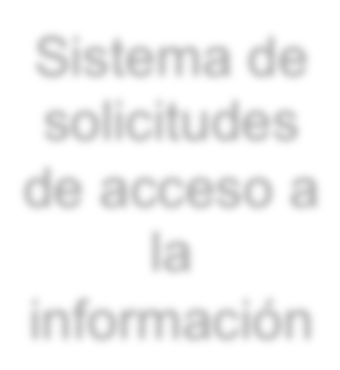 Sistema de
solicitudes
de acceso a
la
información